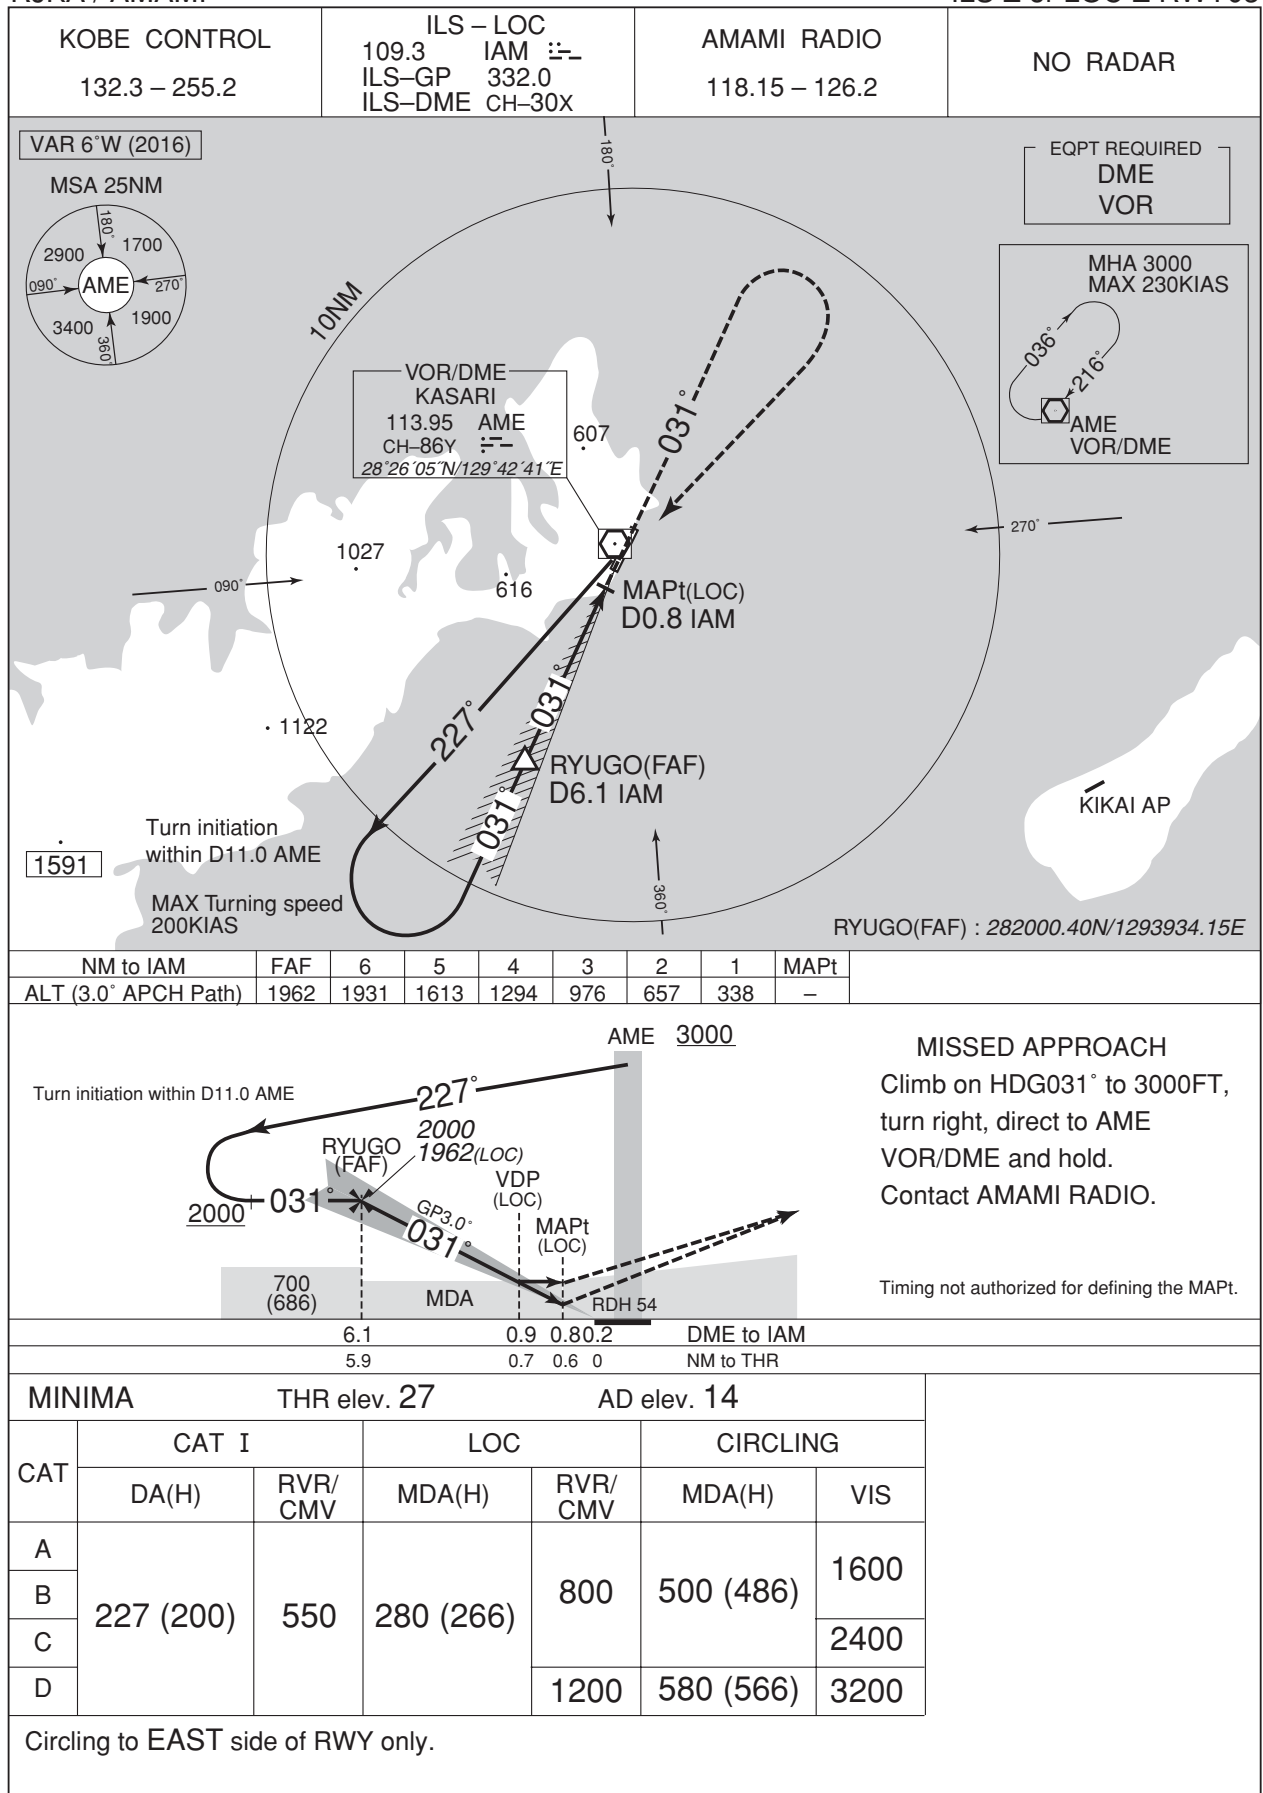 KOBE CONTROL
132.3 – 255.2
ILS – LOC
109.3 IAM
ILS–GP 332.0
ILS–DME CH–30X
AMAMI RADIO
118.15 – 126.2
NO RADAR
VAR 6°W (2016)
MSA 25NM
180°
2900
1700
090°
AME
270°
3400
1900
360°
180°
EQPT REQUIRED
DME
VOR
MHA 3000
MAX 230KIAS
036°
216°
AME
VOR/DME
10NM
VOR/DME
KASARI
113.95 AME
CH–86Y
28°26´05˝N/129°42´41˝E
607
031°
1027
616
090°
270°
MAPt(LOC)
D0.8 IAM
031°
227°
1122
RYUGO(FAF)
D6.1 IAM
031°
KIKAI AP
Turn initiation
within D11.0 AME
1591
MAX Turning speed
200KIAS
360°
RYUGO(FAF) : 282000.40N/1293934.15E
NM to IAM FAF 6 5 4 3 2 1 MAPt
ALT (3.0° APCH Path) 1962 1931 1613 1294 976 657 338 –
AME 3000
Turn initiation within D11.0 AME
227°
2000
1962(LOC)
RYUGO
(FAF)
VDP
(LOC)
2000
031°
GP3.0°
031°
MAPt
(LOC)
700
(686)
MDA
RDH 54
6.1 0.9 0.8 0.2 DME to IAM
5.9 0.7 0.6 0 NM to THR
MISSED APPROACH
Climb on HDG031° to 3000FT,
turn right, direct to AME
VOR/DME and hold.
Contact AMAMI RADIO.
Timing not authorized for defining the MAPt.
MINIMA THR elev. 27 AD elev. 14
CAT CAT I LOC CIRCLING
DA(H) RVR/CMV MDA(H) RVR/CMV MDA(H) VIS
A
B
C
D
227 (200) 550 280 (266) 800 500 (486) 1600
2400
1200 580 (566) 3200
Circling to EAST side of RWY only.